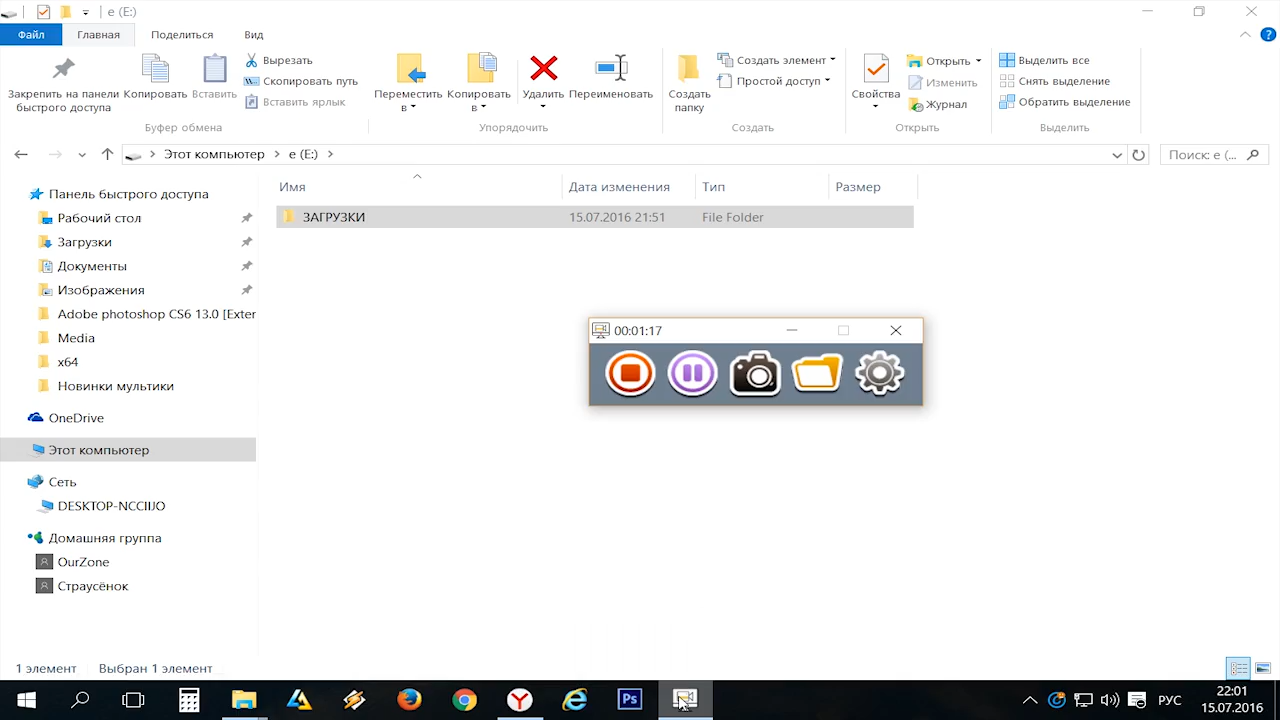 е (E:)
Файл Главная Поделиться Вид
Закрепить на панели быстрого доступа
Копировать
Вставить
Вырезать
Скопировать путь
Вставить ярлык
Буфер обмена
Переместить в
Копировать в
Удалить
Переименовать
Упорядочить
Создать папку
Создать элемент
Простой доступ
Создать
Свойства
Открыть
Изменить
Журнал
Открыть
Выделить все
Снять выделение
Обратить выделение
Выделить
Этот компьютер е (E:)
Поиск: е (...
Имя Дата изменения Тип Размер
ЗАГРУЗКИ 15.07.2016 21:51 File Folder
Панель быстрого доступа
Рабочий стол
Загрузки
Документы
Изображения
Adobe photoshop CS6 13.0 [Exter
Media
x64
Новинки мультики
OneDrive
Этот компьютер
Сеть
DESKTOP-NCCIIJO
Домашняя группа
OurZone
Страусёнок
00:01:17
1 элемент Выбран 1 элемент
Ps
РУС
22:01
15.07.2016